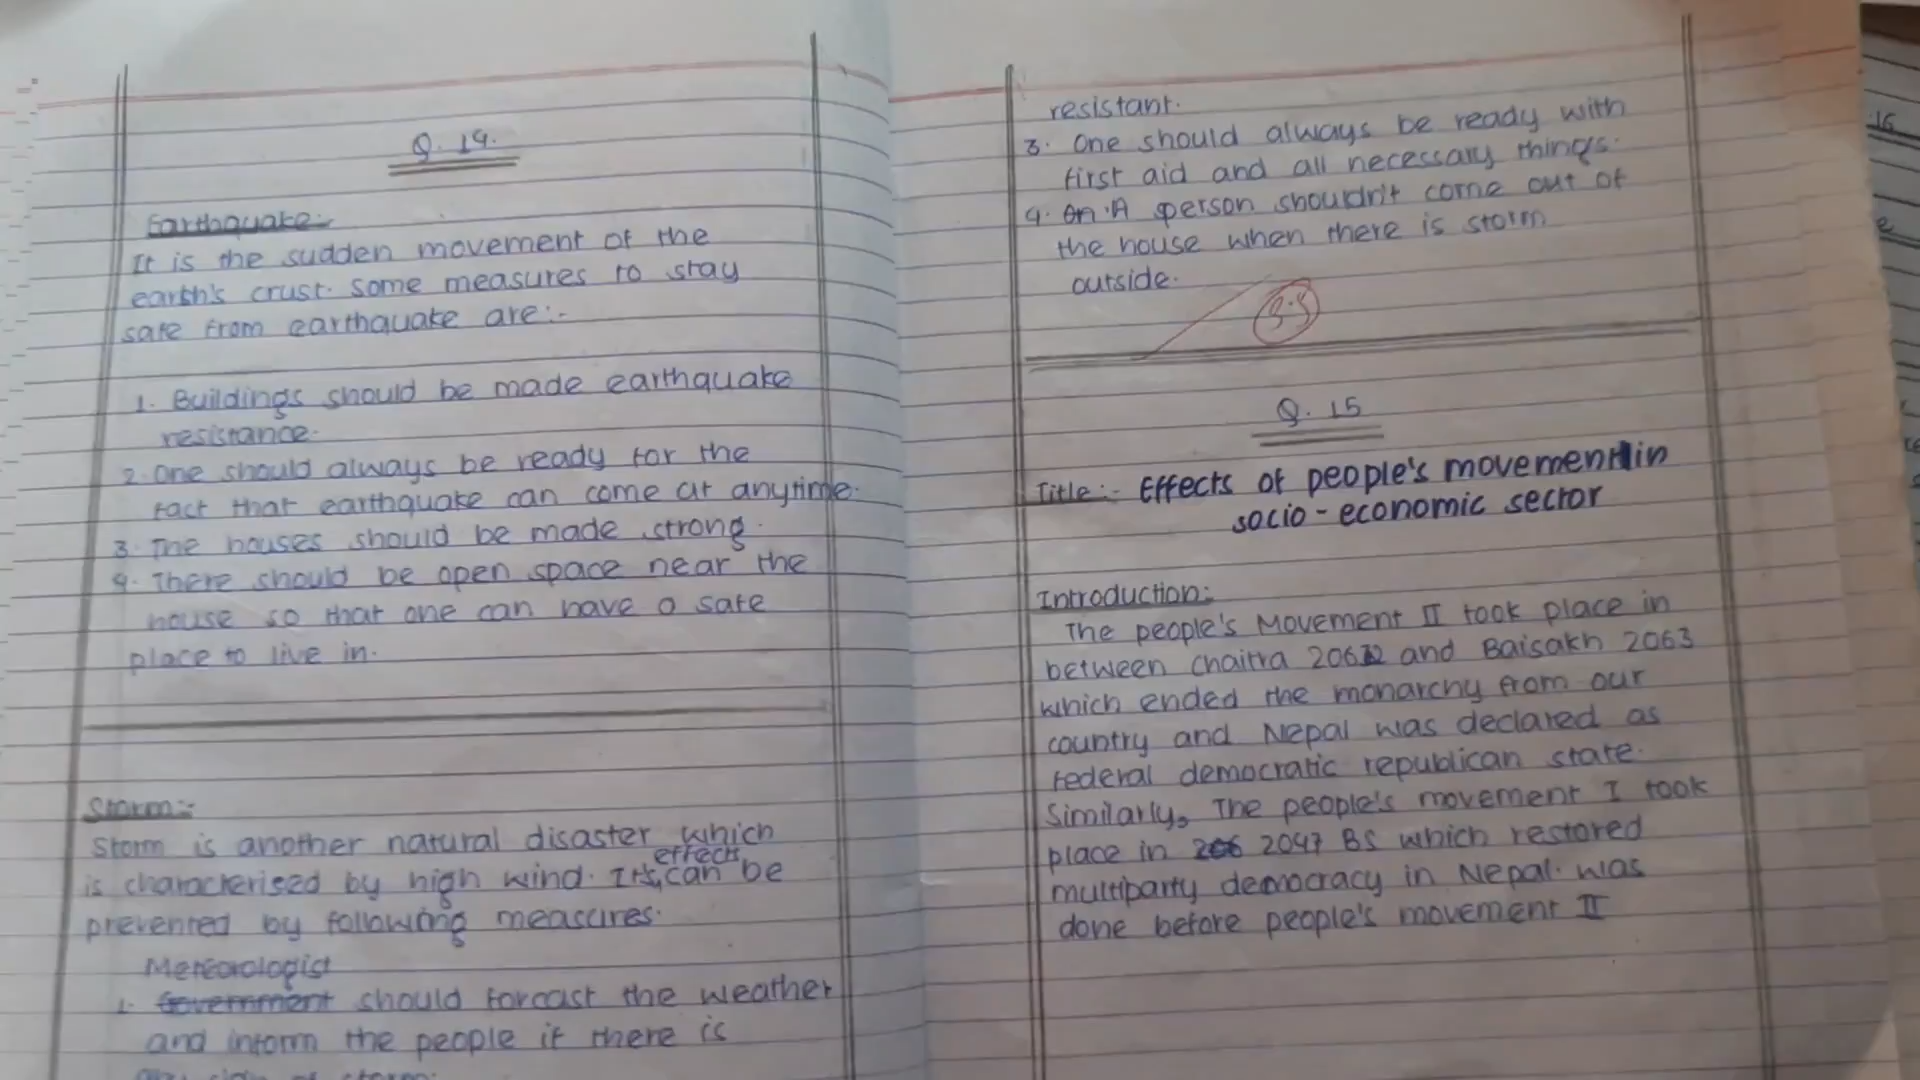 Q. 14.
Earthquake:-
It is the sudden movement of the
earth's crust. Some measures to stay
safe from earthquake are:-
1. Buildings should be made earthquake
resistance.
2. One should always be ready for the
fact that earthquake can come at anytime.
3. The houses should be made strong.
4. There should be open space near the
house so that one can have a safe
place to live in.
Storm:-
Storm is another natural disaster which
is characterised by high wind. Its effects can be
prevented by following measures.
Meteorologist
1. Government should forcast the weather
and inform the people if there is
any sign of storm.
resistant.
3. One should always be ready with
first aid and all necessary things.
4. On. A person shouldn't come out of
the house when there is storm
outside.
3.5
Q. 15
Title:- Effects of people's movement in
socio-economic sector
Introduction:
The people's Movement II took place in
between Chaitra 2062 and Baisakh 2063
which ended the monarchy from our
country and Nepal was declared as
federal democratic republican state.
Similarly, The people's movement I took
place in 206 2047 BS which restored
multiparty democracy in Nepal. was
done before people's movement II